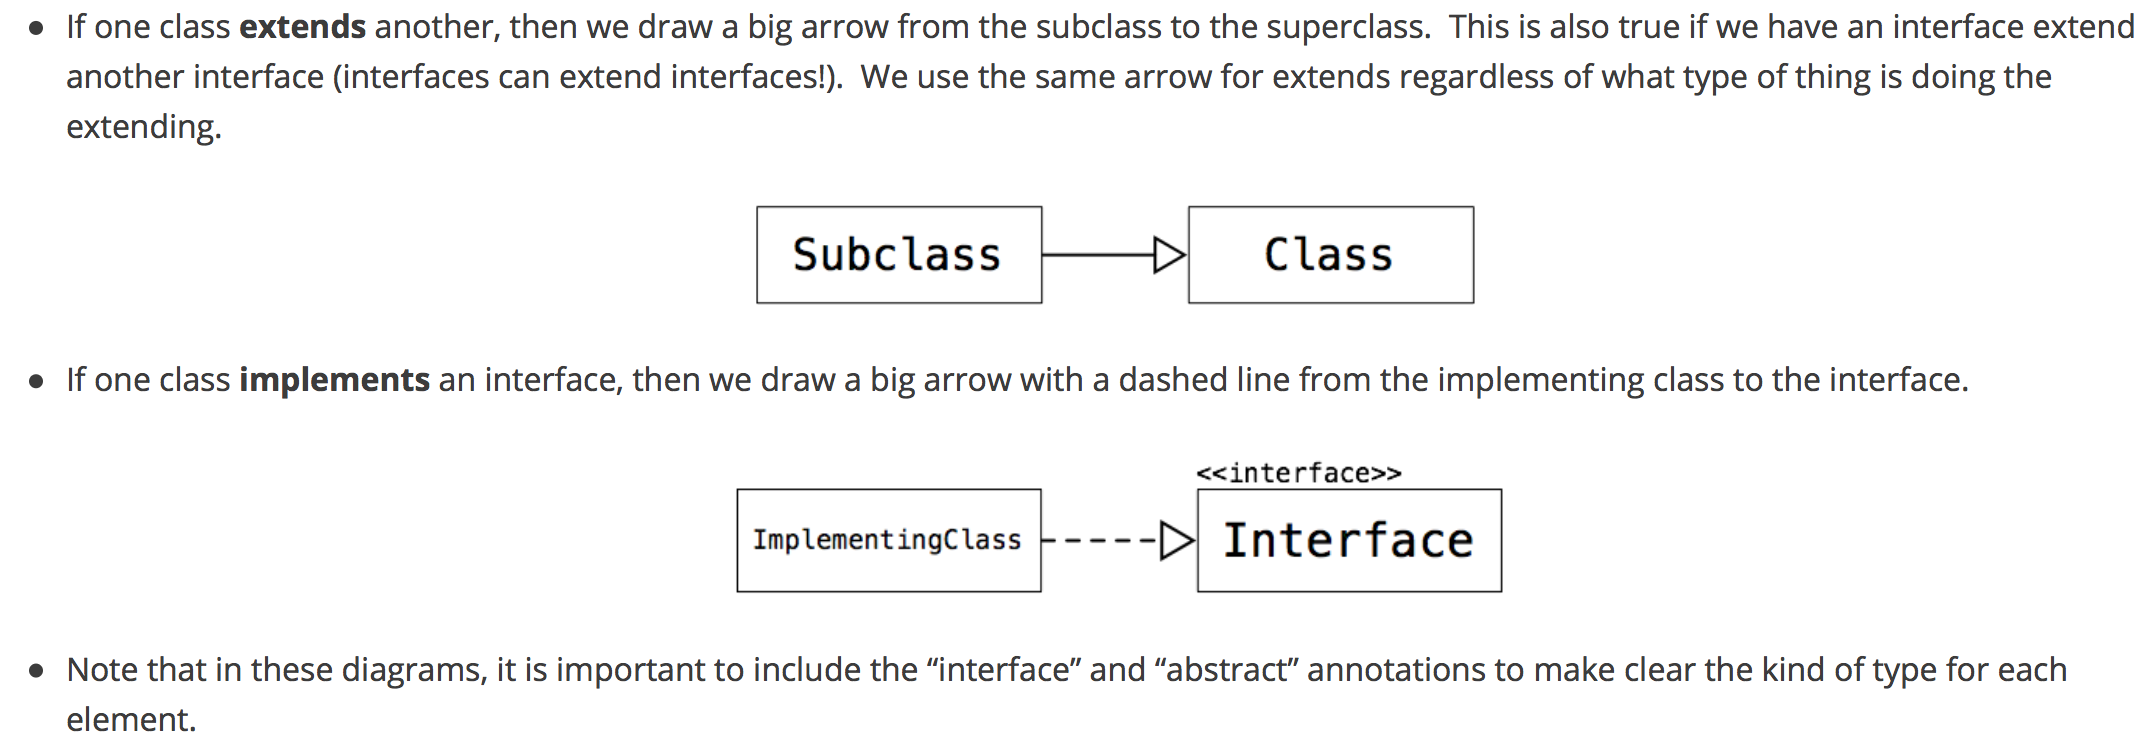 • If one class extends another, then we draw a big arrow from the subclass to the superclass.  This is also true if we have an interface extend
another interface (interfaces can extend interfaces!).  We use the same arrow for extends regardless of what type of thing is doing the
extending.
Subclass
Class
• If one class implements an interface, then we draw a big arrow with a dashed line from the implementing class to the interface.
<<interface>>
ImplementingClass
Interface
• Note that in these diagrams, it is important to include the “interface” and “abstract” annotations to make clear the kind of type for each
element.